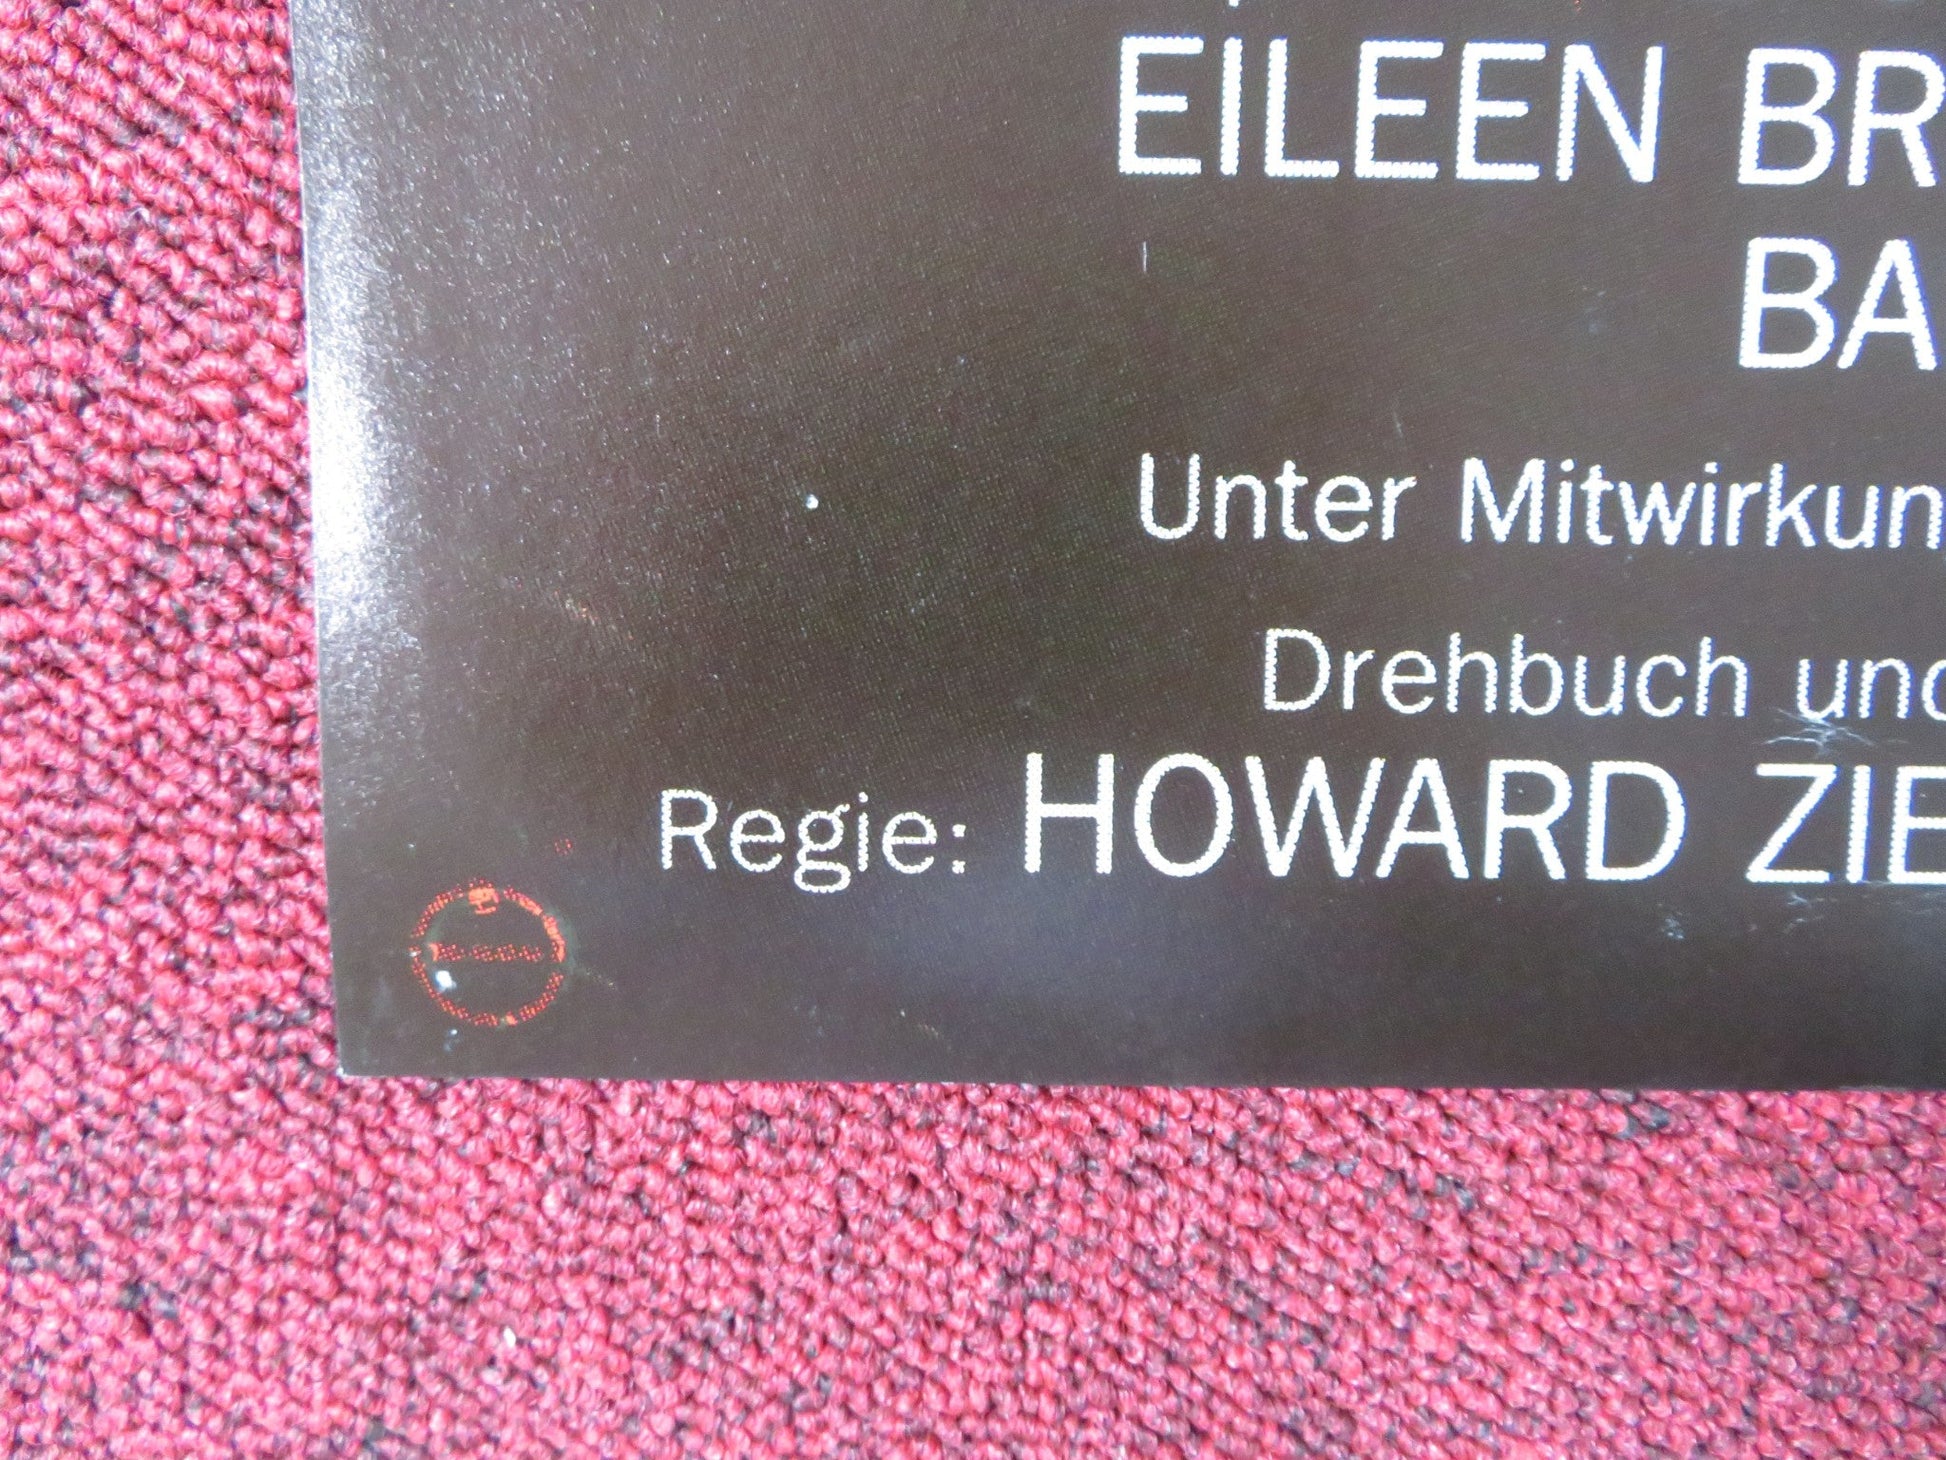 EILEEN BR
BA
Unter Mitwirkun
Drehbuch und
Regie: HOWARD ZIE